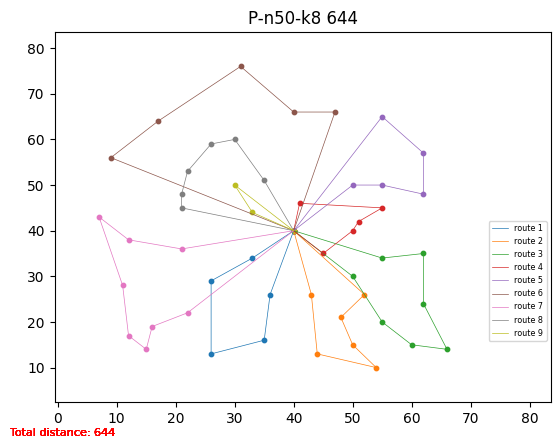 P-n50-k8 644
80
70
60
50
40
30
20
10
0 10 20 30 40 50 60 70 80
route 1
route 2
route 3
route 4
route 5
route 6
route 7
route 8
route 9
Total distance: 644